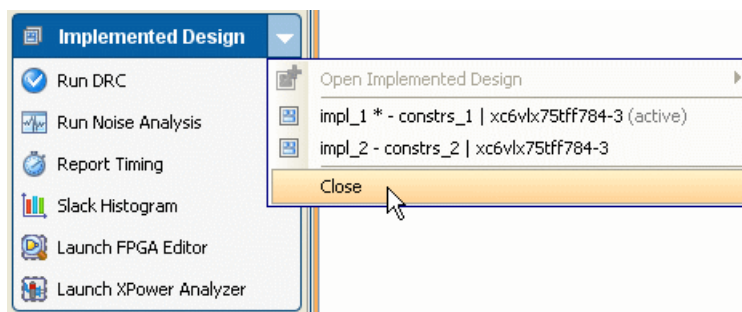 Implemented Design
Run DRC
Run Noise Analysis
Report Timing
Slack Histogram
Launch FPGA Editor
Launch XPower Analyzer
Open Implemented Design
impl_1 * - constrs_1 | xc6vlx75tff784-3 (active)
impl_2 - constrs_2 | xc6vlx75tff784-3
Close